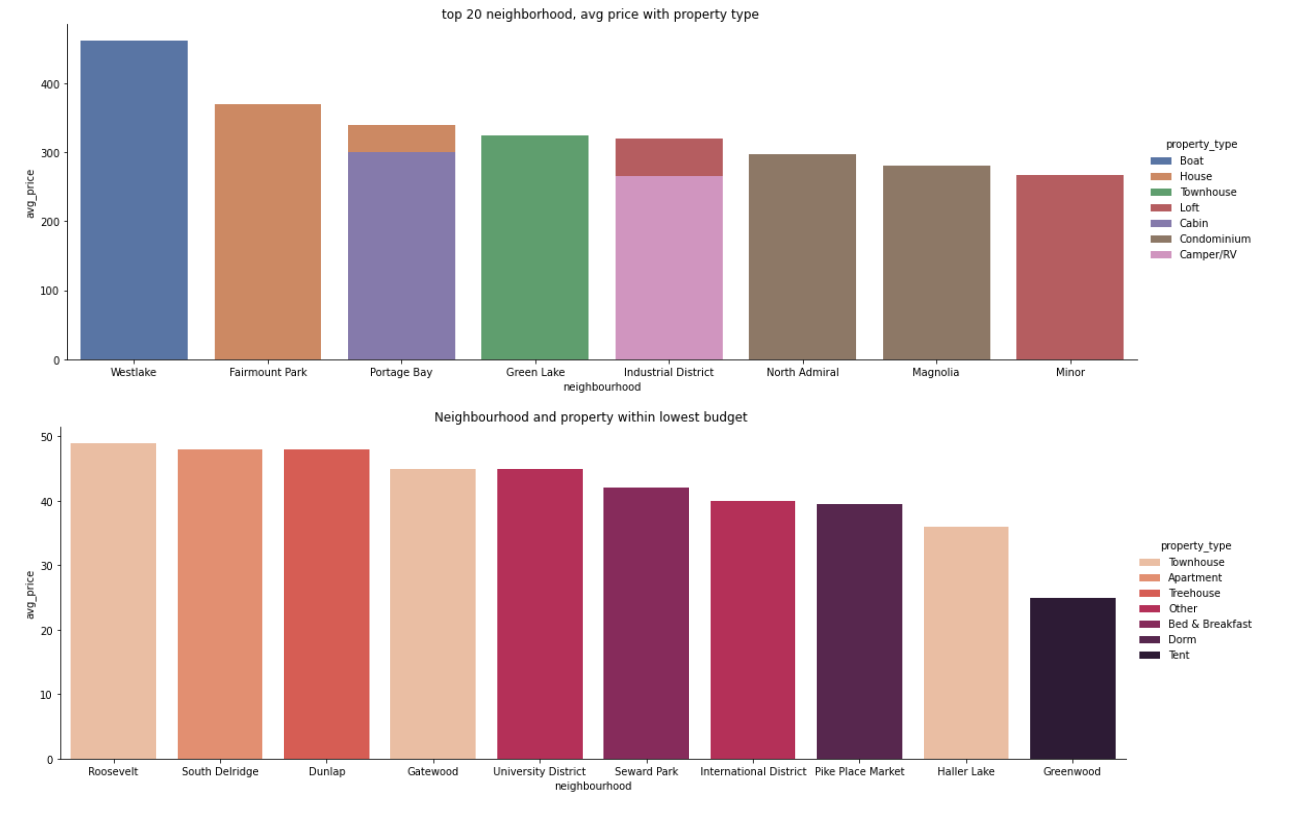 top 20 neighborhood, avg price with property type
400
300
200
100
0
avg_price
Westlake Fairmount Park Portage Bay Green Lake Industrial District North Admiral Magnolia Minor
neighbourhood
property_type
Boat
House
Townhouse
Loft
Cabin
Condominium
Camper/RV
Neighbourhood and property within lowest budget
50
40
30
20
10
0
avg_price
Roosevelt South Delridge Dunlap Gatewood University District Seward Park International District Pike Place Market Haller Lake Greenwood
neighbourhood
property_type
Townhouse
Apartment
Treehouse
Other
Bed & Breakfast
Dorm
Tent